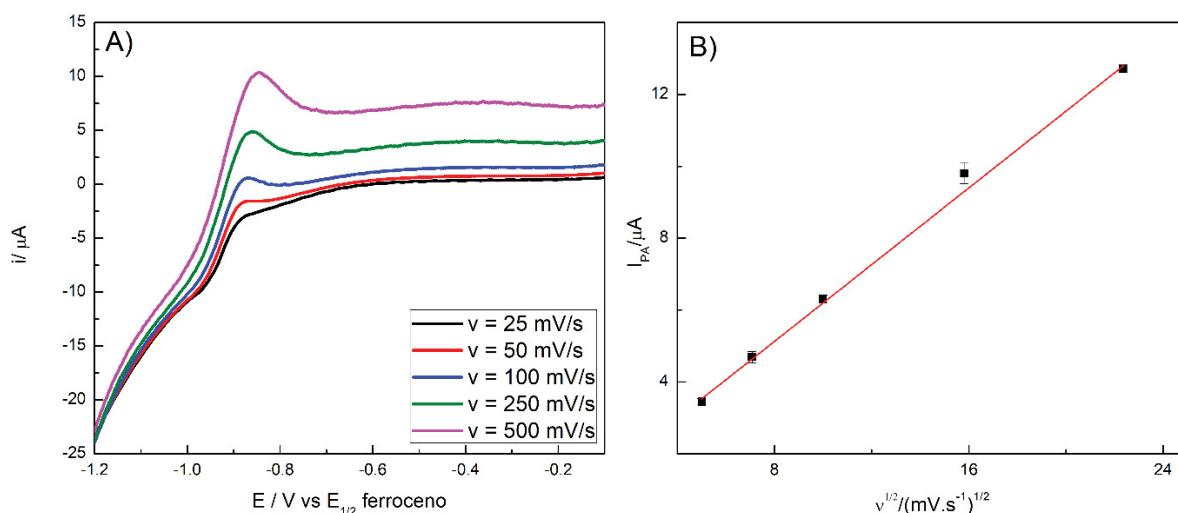 A)
15
10
5
0
-5
-10
-15
-20
-25
i/ μA
-1.2 -1.0 -0.8 -0.6 -0.4 -0.2
E / V vs E1/2 ferroceno
v = 25 mV/s
v = 50 mV/s
v = 100 mV/s
v = 250 mV/s
v = 500 mV/s
B)
12
8
4
IPA/μA
8 16 24
ν1/2/(mV.s-1)1/2